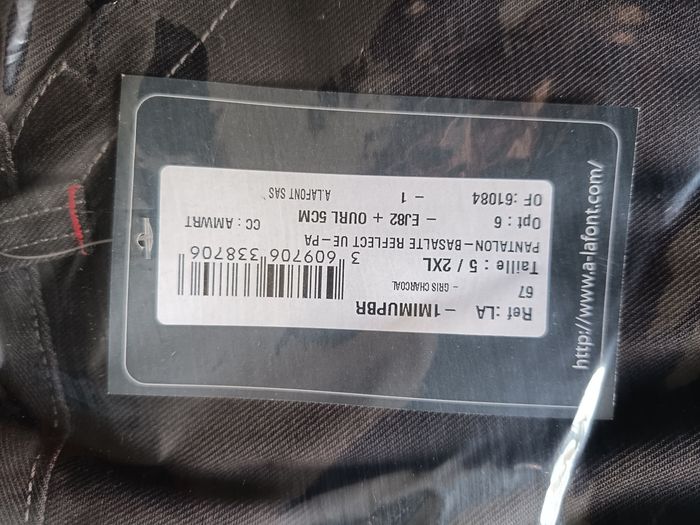 Ref :LA – 1MIMUPBR
67 – GRIS CHARCOAL
Taille : 5 / 2XL
PANTALON-BASALTE REFLECT UE-PA
3 609706 338706
Opt : 6 – EJ82 + OURL 5CM CC : AMWRT
OF :61084 – 1 A.LAFONT SAS
http://www.a-lafont.com/